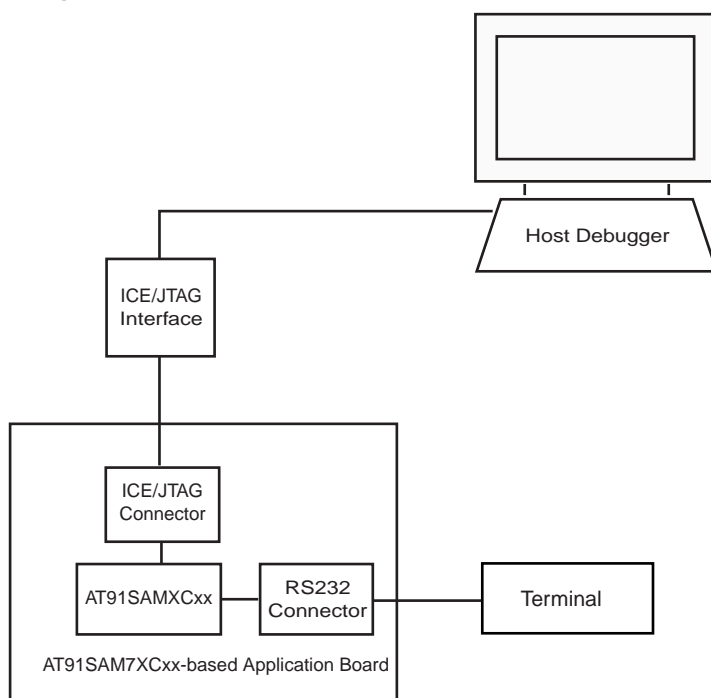 Host Debugger
ICE/JTAG
Interface
ICE/JTAG
Connector
AT91SAMXCxx
RS232
Connector
Terminal
AT91SAM7XCxx-based Application Board